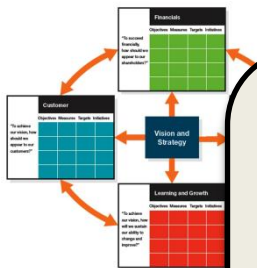 Financials
Objectives Measures Targets Initiatives
"To succeed
financially,
how should we
appear to our
shareholders?"
Customer
Objectives Measures Targets Initiatives
"To achieve
our vision, how
should we
appear to our
customers?"
Vision and
Strategy
Learning and Growth
Objectives Measures Targets Initiatives
"To achieve
our vision, how
will we sustain
our ability to
change and
improve?"